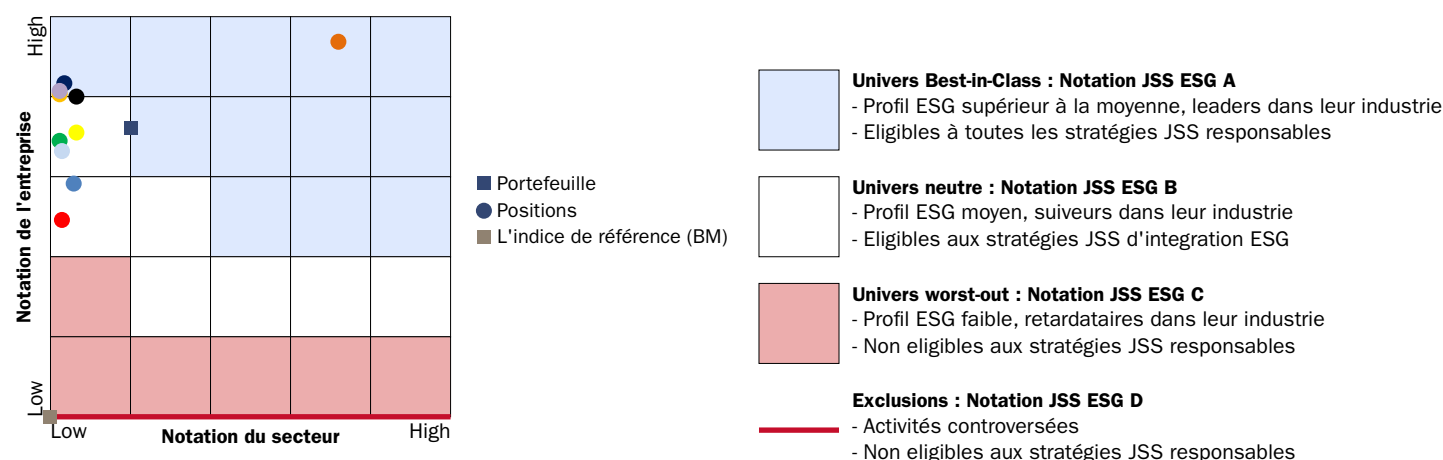 High
Notation de l'entreprise
Low
Low
Notation du secteur
High
Portefeuille
Positions
L'indice de référence (BM)
Univers Best-in-Class : Notation JSS ESG A
- Profil ESG supérieur à la moyenne, leaders dans leur industrie
- Eligibles à toutes les stratégies JSS responsables
Univers neutre : Notation JSS ESG B
- Profil ESG moyen, suiveurs dans leur industrie
- Eligibles aux stratégies JSS d'integration ESG
Univers worst-out : Notation JSS ESG C
- Profil ESG faible, retardataires dans leur industrie
- Non eligibles aux stratégies JSS responsables
Exclusions : Notation JSS ESG D
- Activités controversées
- Non eligibles aux stratégies JSS responsables